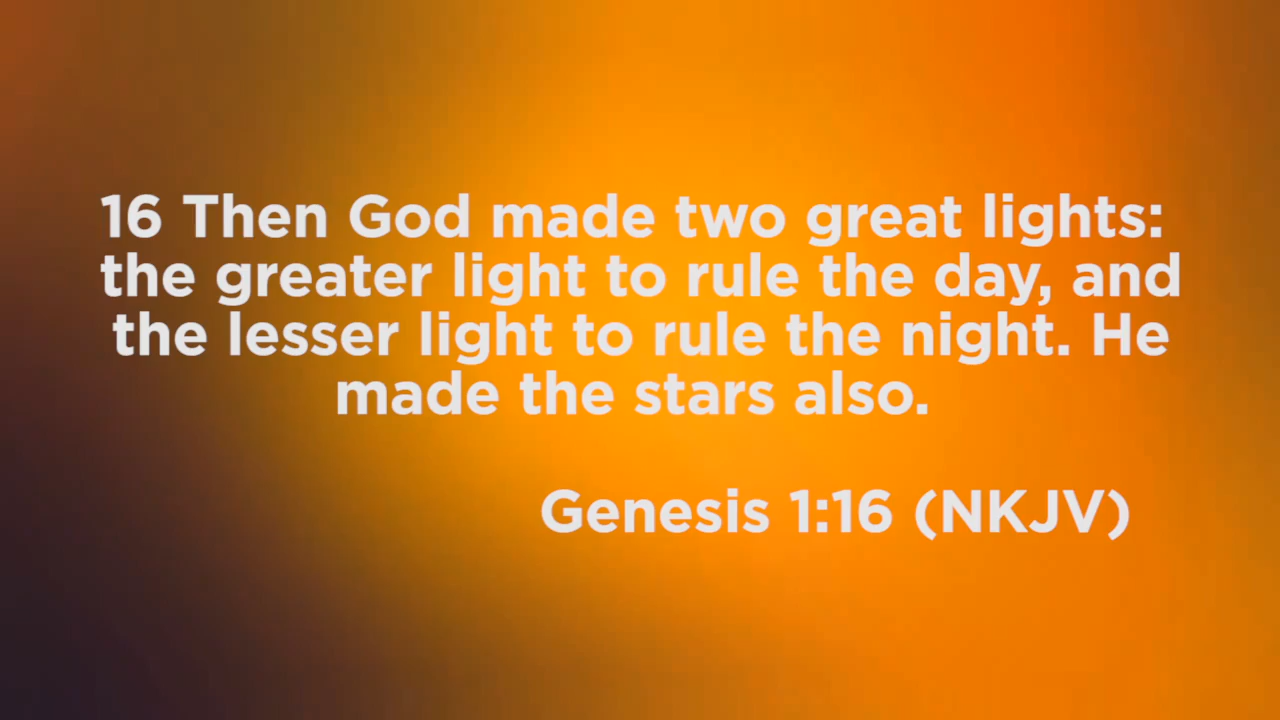 16 Then God made two great lights:
the greater light to rule the day, and
the lesser light to rule the night. He
made the stars also.
Genesis 1:16 (NKJV)